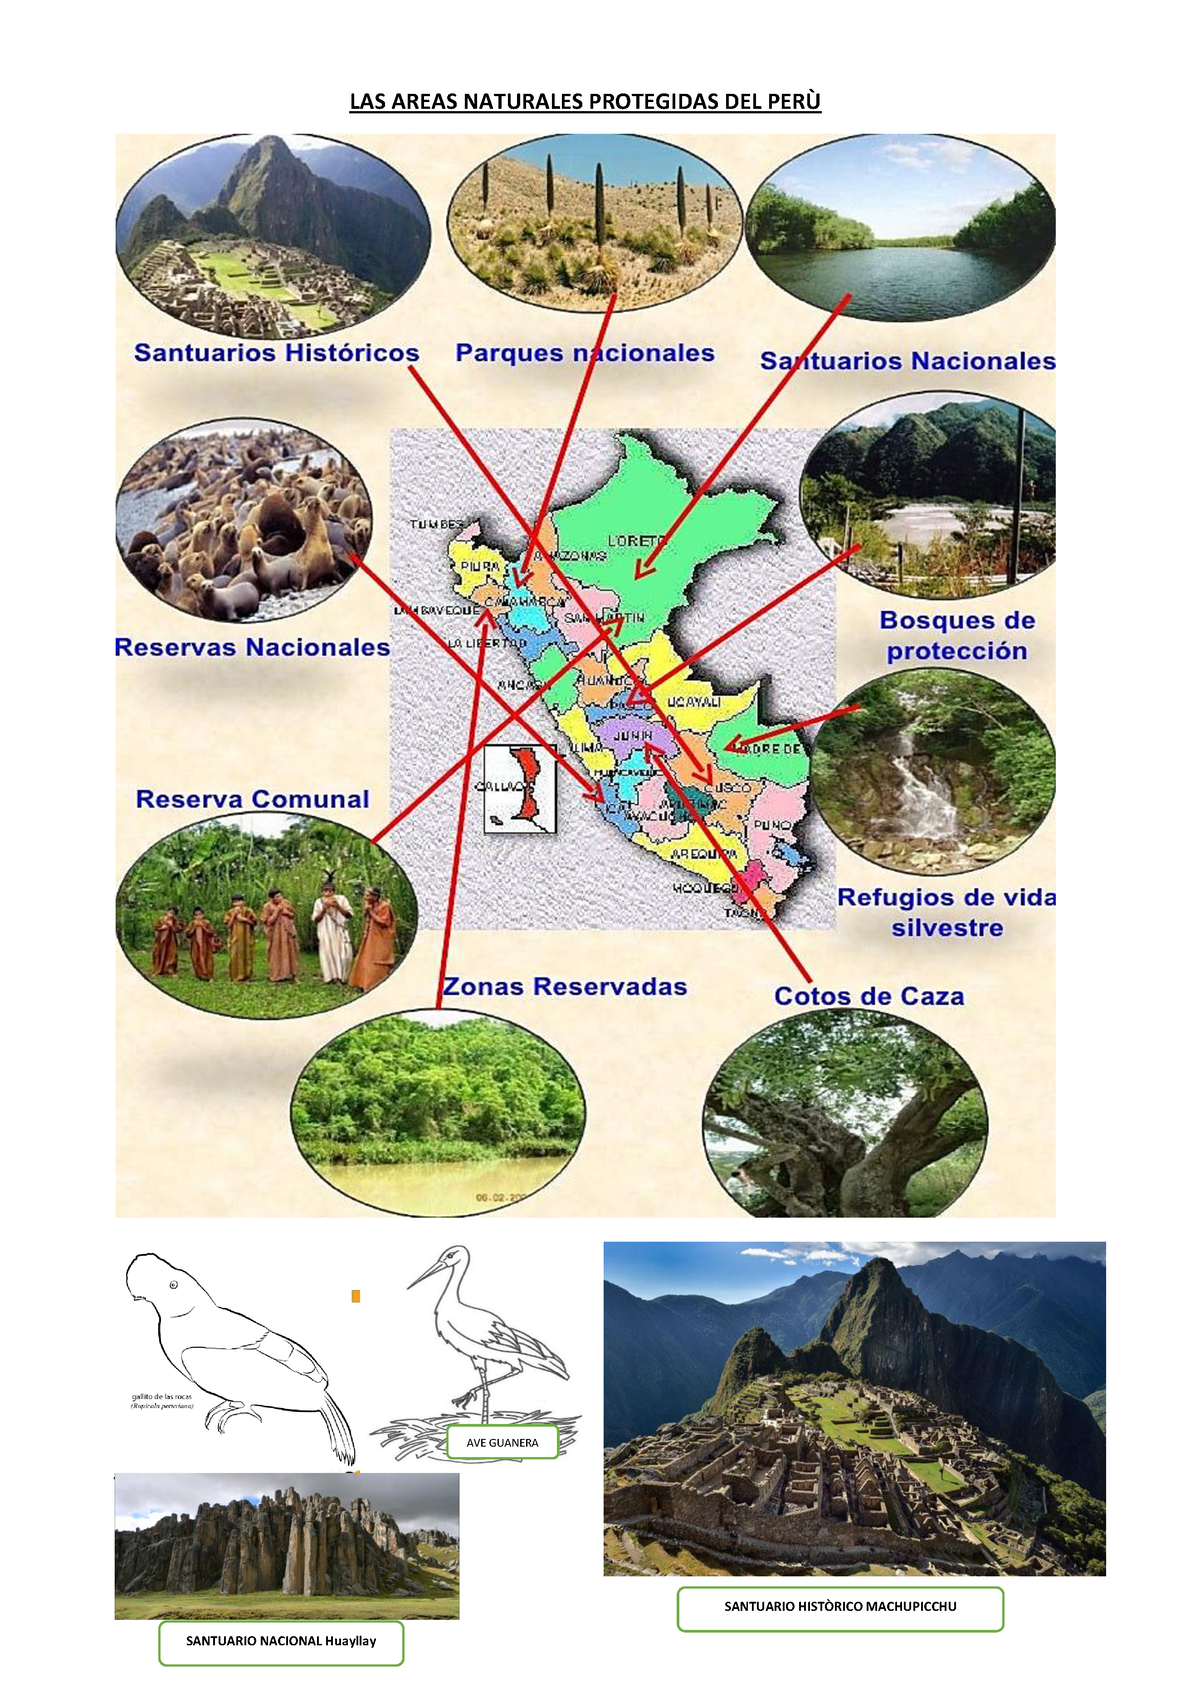 LAS AREAS NATURALES PROTEGIDAS DEL PERÙ
Santuarios Históricos
Parques nacionales
Santuarios Nacionales
TUMBES
LORETO
AMAZONAS
PIURA
CAJAMARCA
LAMBAYEQUE
SAN MARTIN
Bosques de
protección
Reservas Nacionales
LA LIBERTAD
ANCASH
HUANUCO
UCAYALI
PASCO
JUNIN
LIMA
MADRE DE
CALLAO
CUSCO
Reserva Comunal
ICA
AYACUCHO
PUNO
AREQUIPA
MOQUEGUA
TACNA
Refugios de vida
silvestre
Zonas Reservadas
Cotos de Caza
gallito de las rocas
(Rupicola peruviana)
AVE GUANERA
SANTUARIO HISTÒRICO MACHUPICCHU
SANTUARIO NACIONAL Huayllay